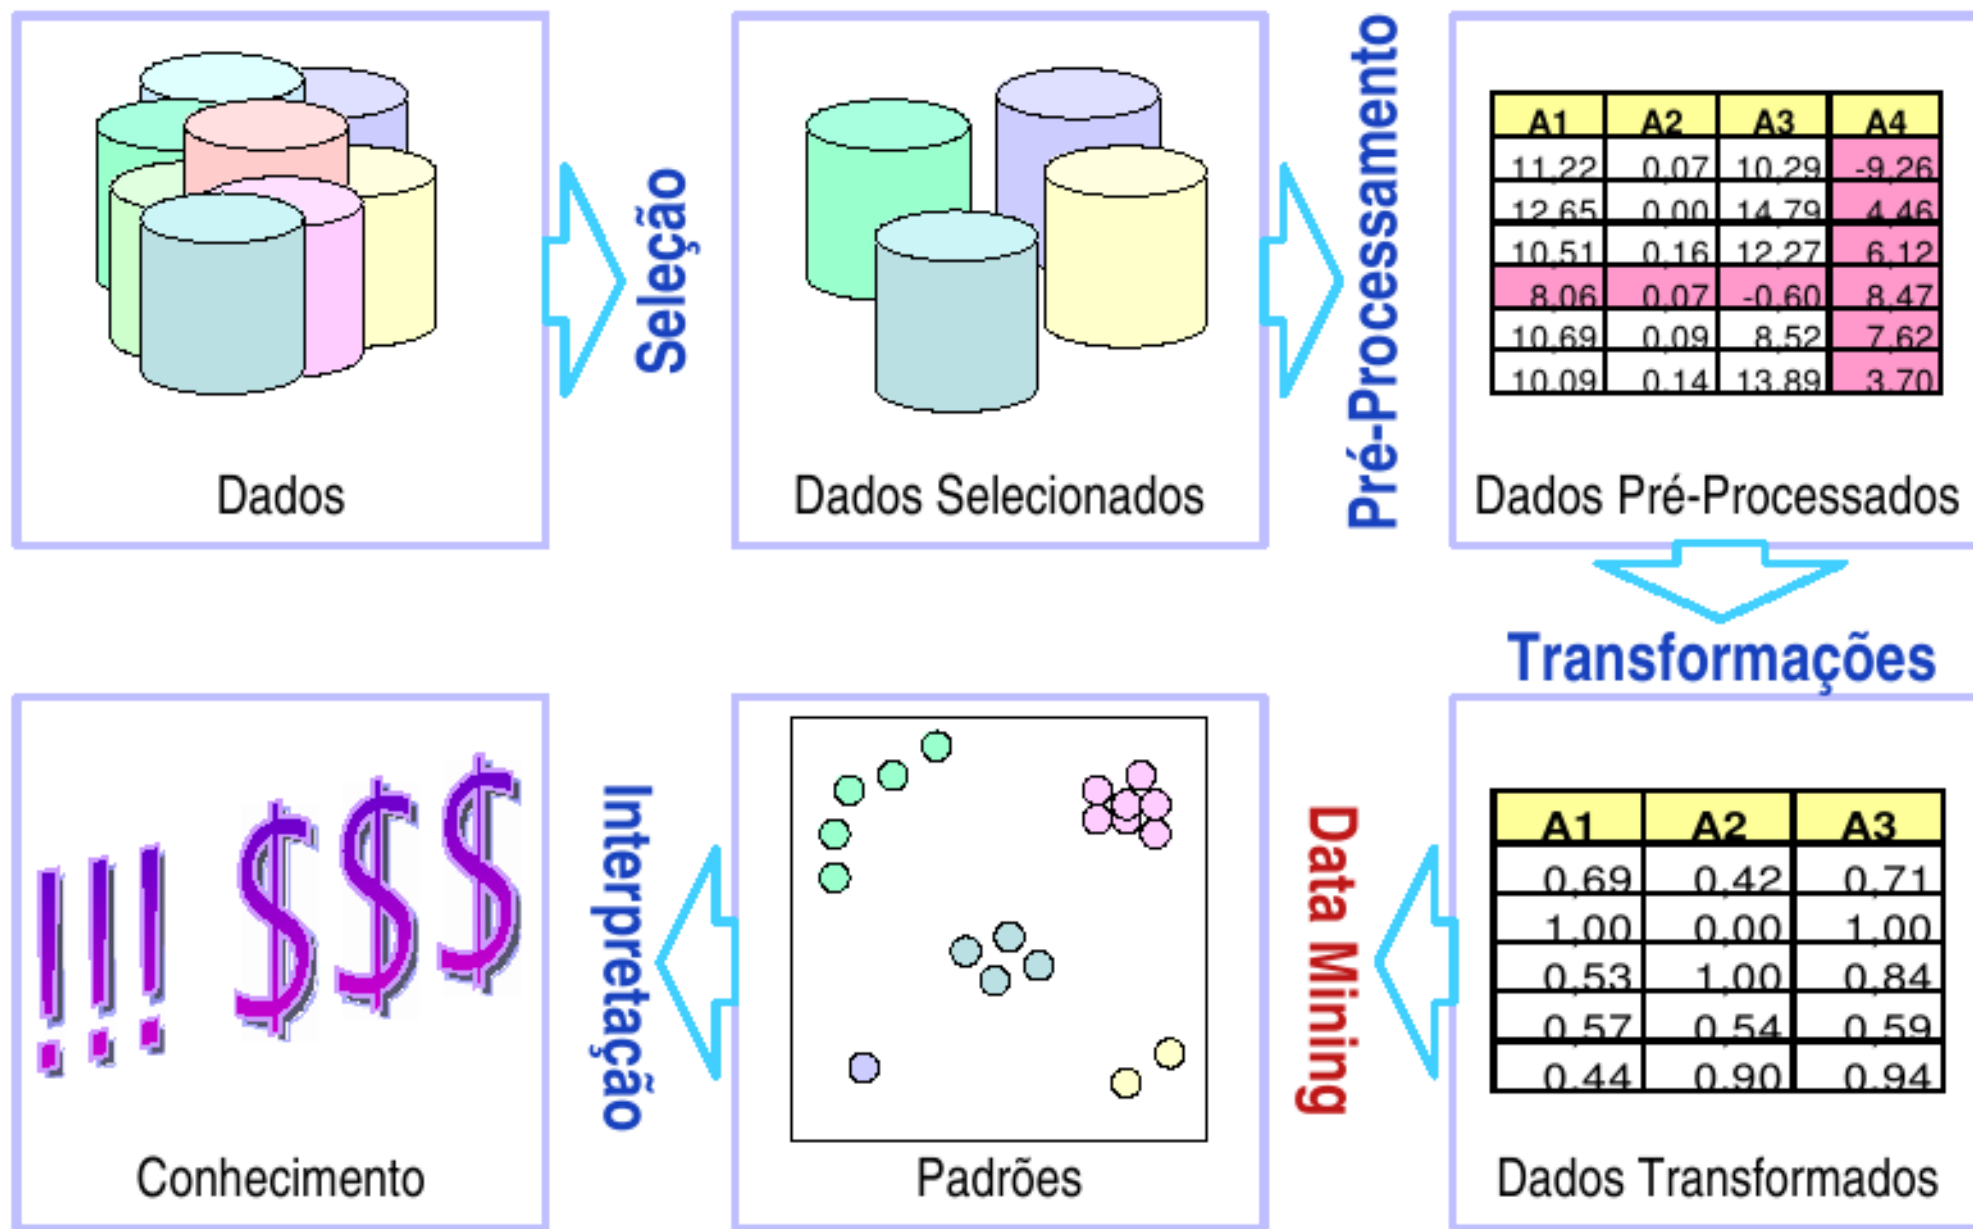 Dados
Seleção
Dados Selecionados
Pré-Processamento
A1 A2 A3 A4
11,22 0,07 10,29 -9,26
12,65 0,00 14,79 4,46
10,51 0,16 12,27 6,12
8,06 0,07 -0,60 8,47
10,69 0,09 8,52 7,62
10,09 0,14 13,89 3,70
Dados Pré-Processados
Transformações
A1 A2 A3
0,69 0,42 0,71
1,00 0,00 1,00
0,53 1,00 0,84
0,57 0,54 0,59
0,44 0,90 0,94
Dados Transformados
Data Mining
Padrões
Interpretação
!!! $$$
Conhecimento